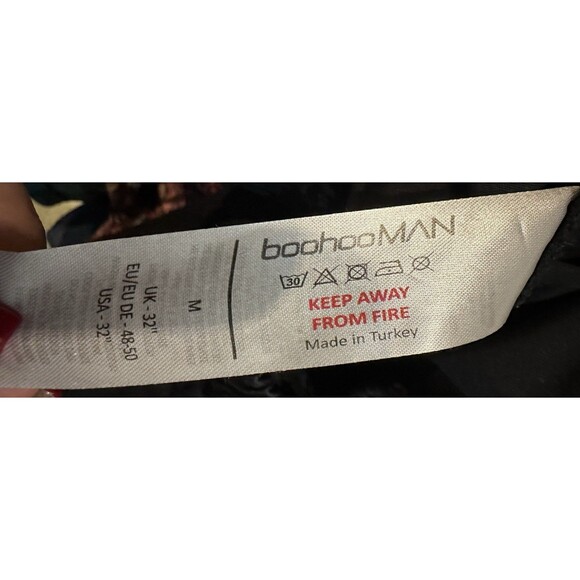 boohooMAN
30
KEEP AWAY
FROM FIRE
Made in Turkey
M
UK - 32"
EU/EU DE - 48-50
USA - 32"